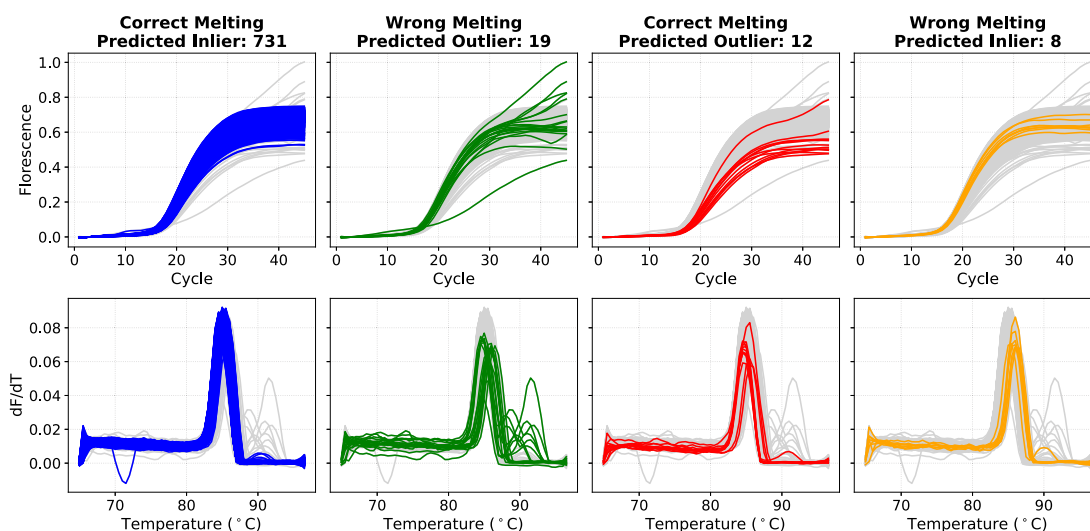 Correct Melting
Predicted Inlier: 731
Wrong Melting
Predicted Outlier: 19
Correct Melting
Predicted Outlier: 12
Wrong Melting
Predicted Inlier: 8
Florescence
1.0
0.8
0.6
0.4
0.2
0.0
0 10 20 30 40
Cycle
0 10 20 30 40
Cycle
0 10 20 30 40
Cycle
0 10 20 30 40
Cycle
dF/dT
0.08
0.06
0.04
0.02
0.00
70 80 90
Temperature (°C)
70 80 90
Temperature (°C)
70 80 90
Temperature (°C)
70 80 90
Temperature (°C)